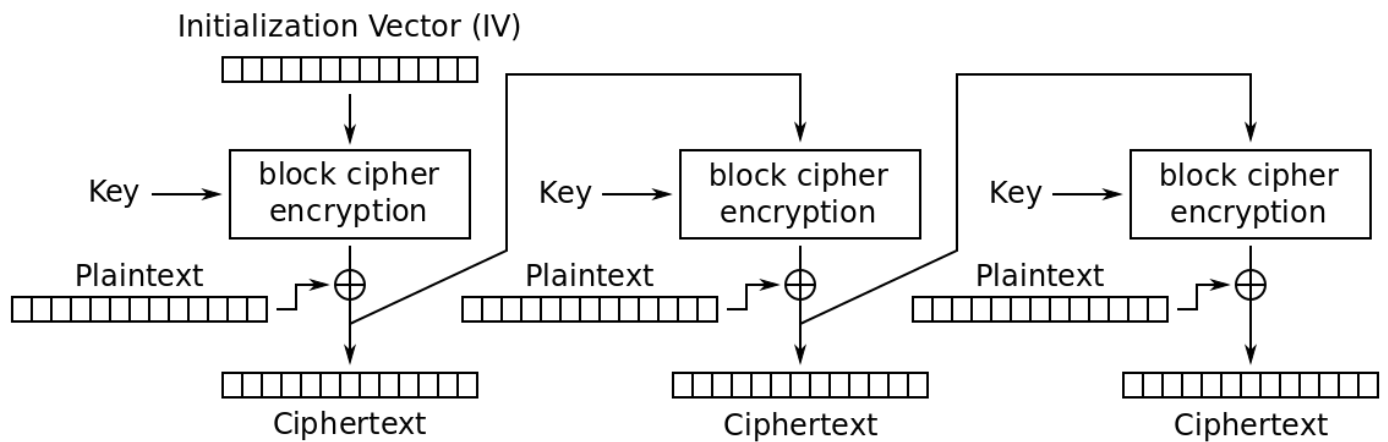 Initialization Vector (IV)
Key
block cipher
encryption
Key
block cipher
encryption
Key
block cipher
encryption
Plaintext
Plaintext
Plaintext
Ciphertext
Ciphertext
Ciphertext